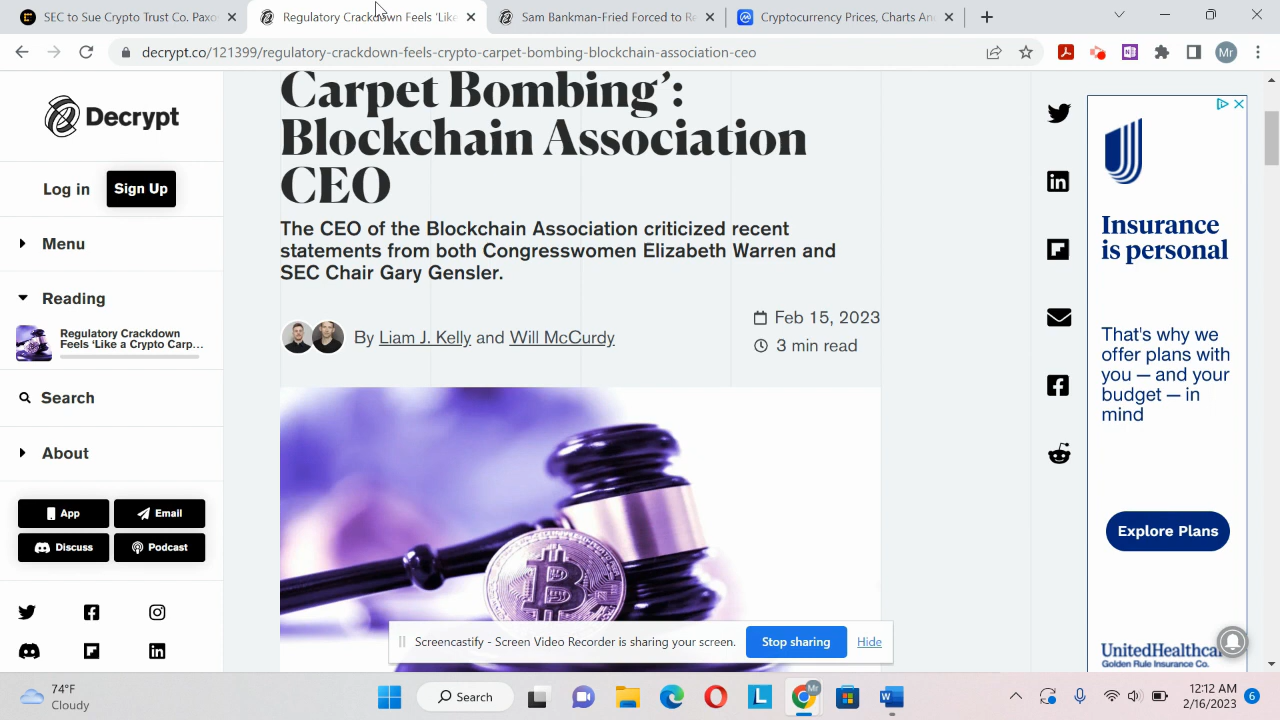 SEC to Sue Crypto Trust Co Paxo
Regulatory Crackdown Feels 'Like
Sam Bankman-Fried Forced to Re
Cryptocurrency Prices, Charts An
decrypt.co/121399/regulatory-crackdown-feels-crypto-carpet-bombing-blockchain-association-ceo
Mr
Decrypt
Log in
Sign Up
Menu
Reading
Regulatory Crackdown
Feels ‘Like a Crypto Carp...
Search
About
App
Email
Discuss
Podcast
Carpet Bombing’:
Blockchain Association
CEO
The CEO of the Blockchain Association criticized recent
statements from both Congresswomen Elizabeth Warren and
SEC Chair Gary Gensler.
By Liam J. Kelly and Will McCurdy
Feb 15, 2023
3 min read
B
Insurance
is personal
That's why we
offer plans with
you — and your
budget — in
mind
Explore Plans
UnitedHealthca
Golden Rule Insurance Co.
Screencastify - Screen Video Recorder is sharing your screen.
Stop sharing
Hide
74°F
Cloudy
Search
L
Mr
W
12:12 AM
2/16/2023
6